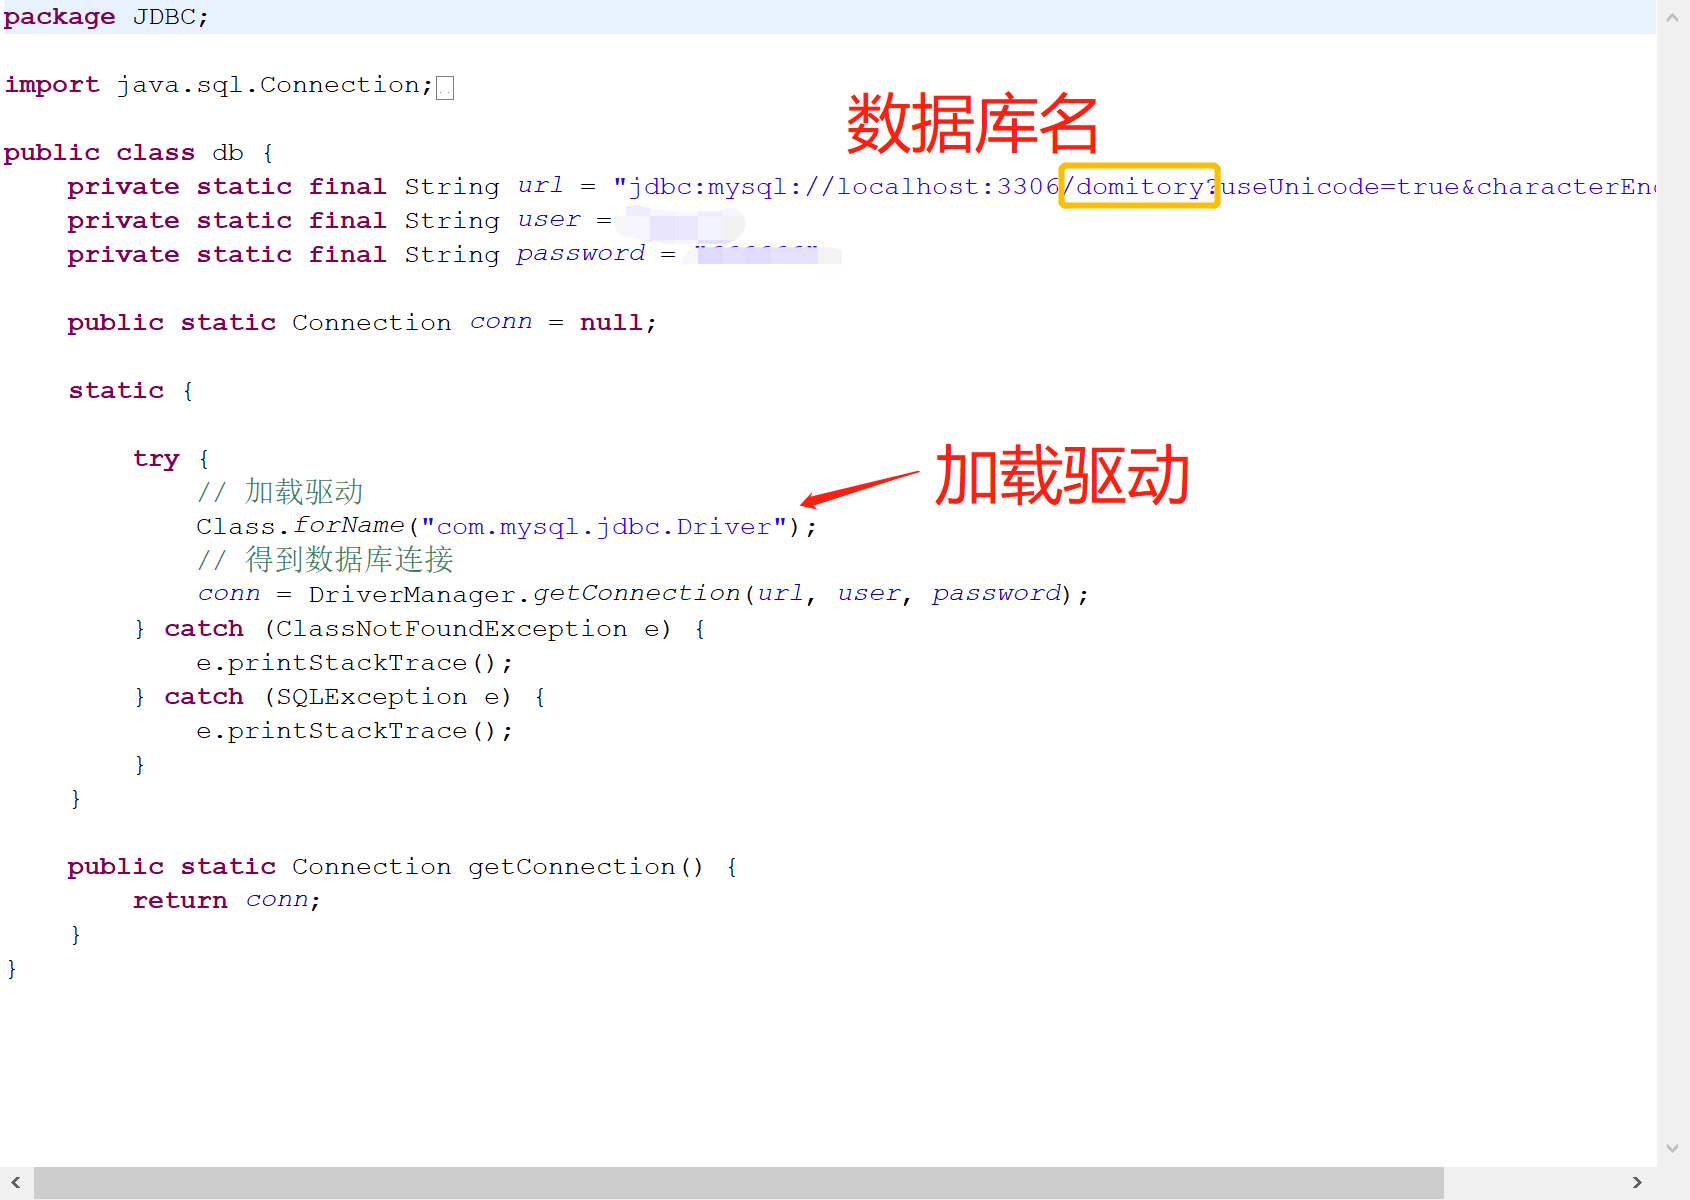 package JDBC;
import java.sql.Connection;
数据库名
public class db {
private static final String url = "jdbc:mysql://localhost:3306/domitory?useUnicode=true&characterEnc
private static final String user =
private static final String password =
public static Connection conn = null;
static {
try {
// 加载驱动
加载驱动
Class.forName("com.mysql.jdbc.Driver");
// 得到数据库连接
conn = DriverManager.getConnection(url, user, password);
} catch (ClassNotFoundException e) {
e.printStackTrace();
} catch (SQLException e) {
e.printStackTrace();
}
}
public static Connection getConnection() {
return conn;
}
}